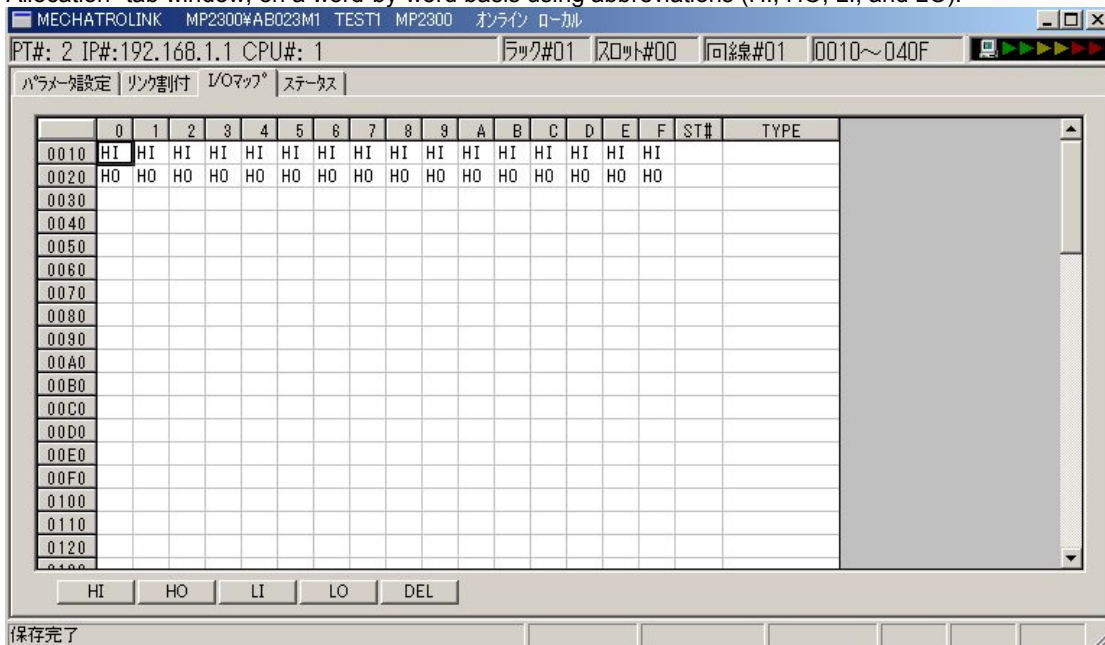 Allocation" tab window, on a word-by-word basis using abbreviations (HI, HO, LI, and LO).
MECHATROLINK MP2300¥AB023M1 TEST1 MP2300 オンライン ローカル
PT#: 2 IP#:192.168.1.1 CPU#: 1 ラック#01 スロット#00 回線#01 0010～040F
パラメータ設定 リンク割付 I/Oマップ ステータス
0 1 2 3 4 5 6 7 8 9 A B C D E F ST# TYPE
0010 HI HI HI HI HI HI HI HI HI HI HI HI HI HI HI HI
0020 HO HO HO HO HO HO HO HO HO HO HO HO HO HO HO HO
0030
0040
0050
0060
0070
0080
0090
00A0
00B0
00C0
00D0
00E0
00F0
0100
0110
0120
HI HO LI LO DEL
保存完了